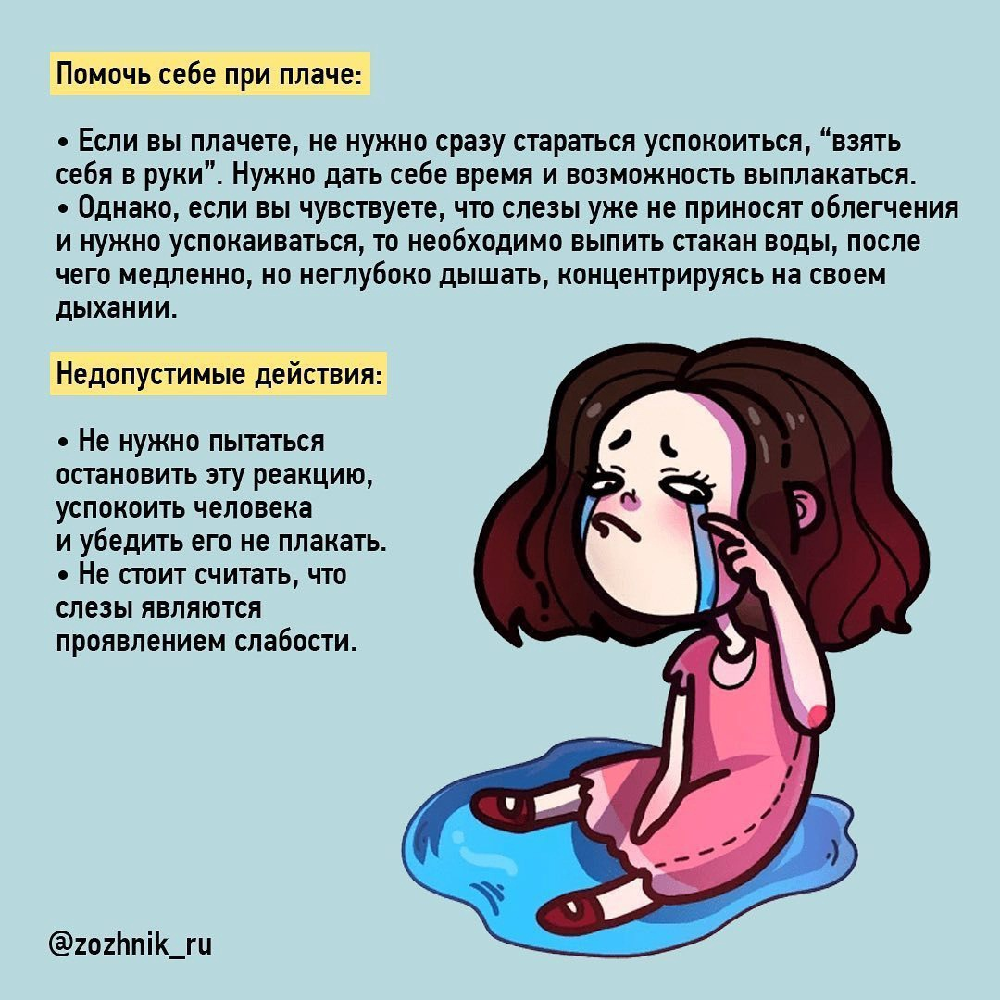 Помочь себе при плаче:
• Если вы плачете, не нужно сразу стараться успокоиться, “взять
себя в руки”. Нужно дать себе время и возможность выплакаться.
• Однако, если вы чувствуете, что слезы уже не приносят облегчения
и нужно успокаиваться, то необходимо выпить стакан воды, после
чего медленно, но неглубоко дышать, концентрируясь на своем
дыхании.
Недопустимые действия:
• Не нужно пытаться
остановить эту реакцию,
успокоить человека
и убедить его не плакать.
• Не стоит считать, что
слезы являются
проявлением слабости.
@zozhnik_ru